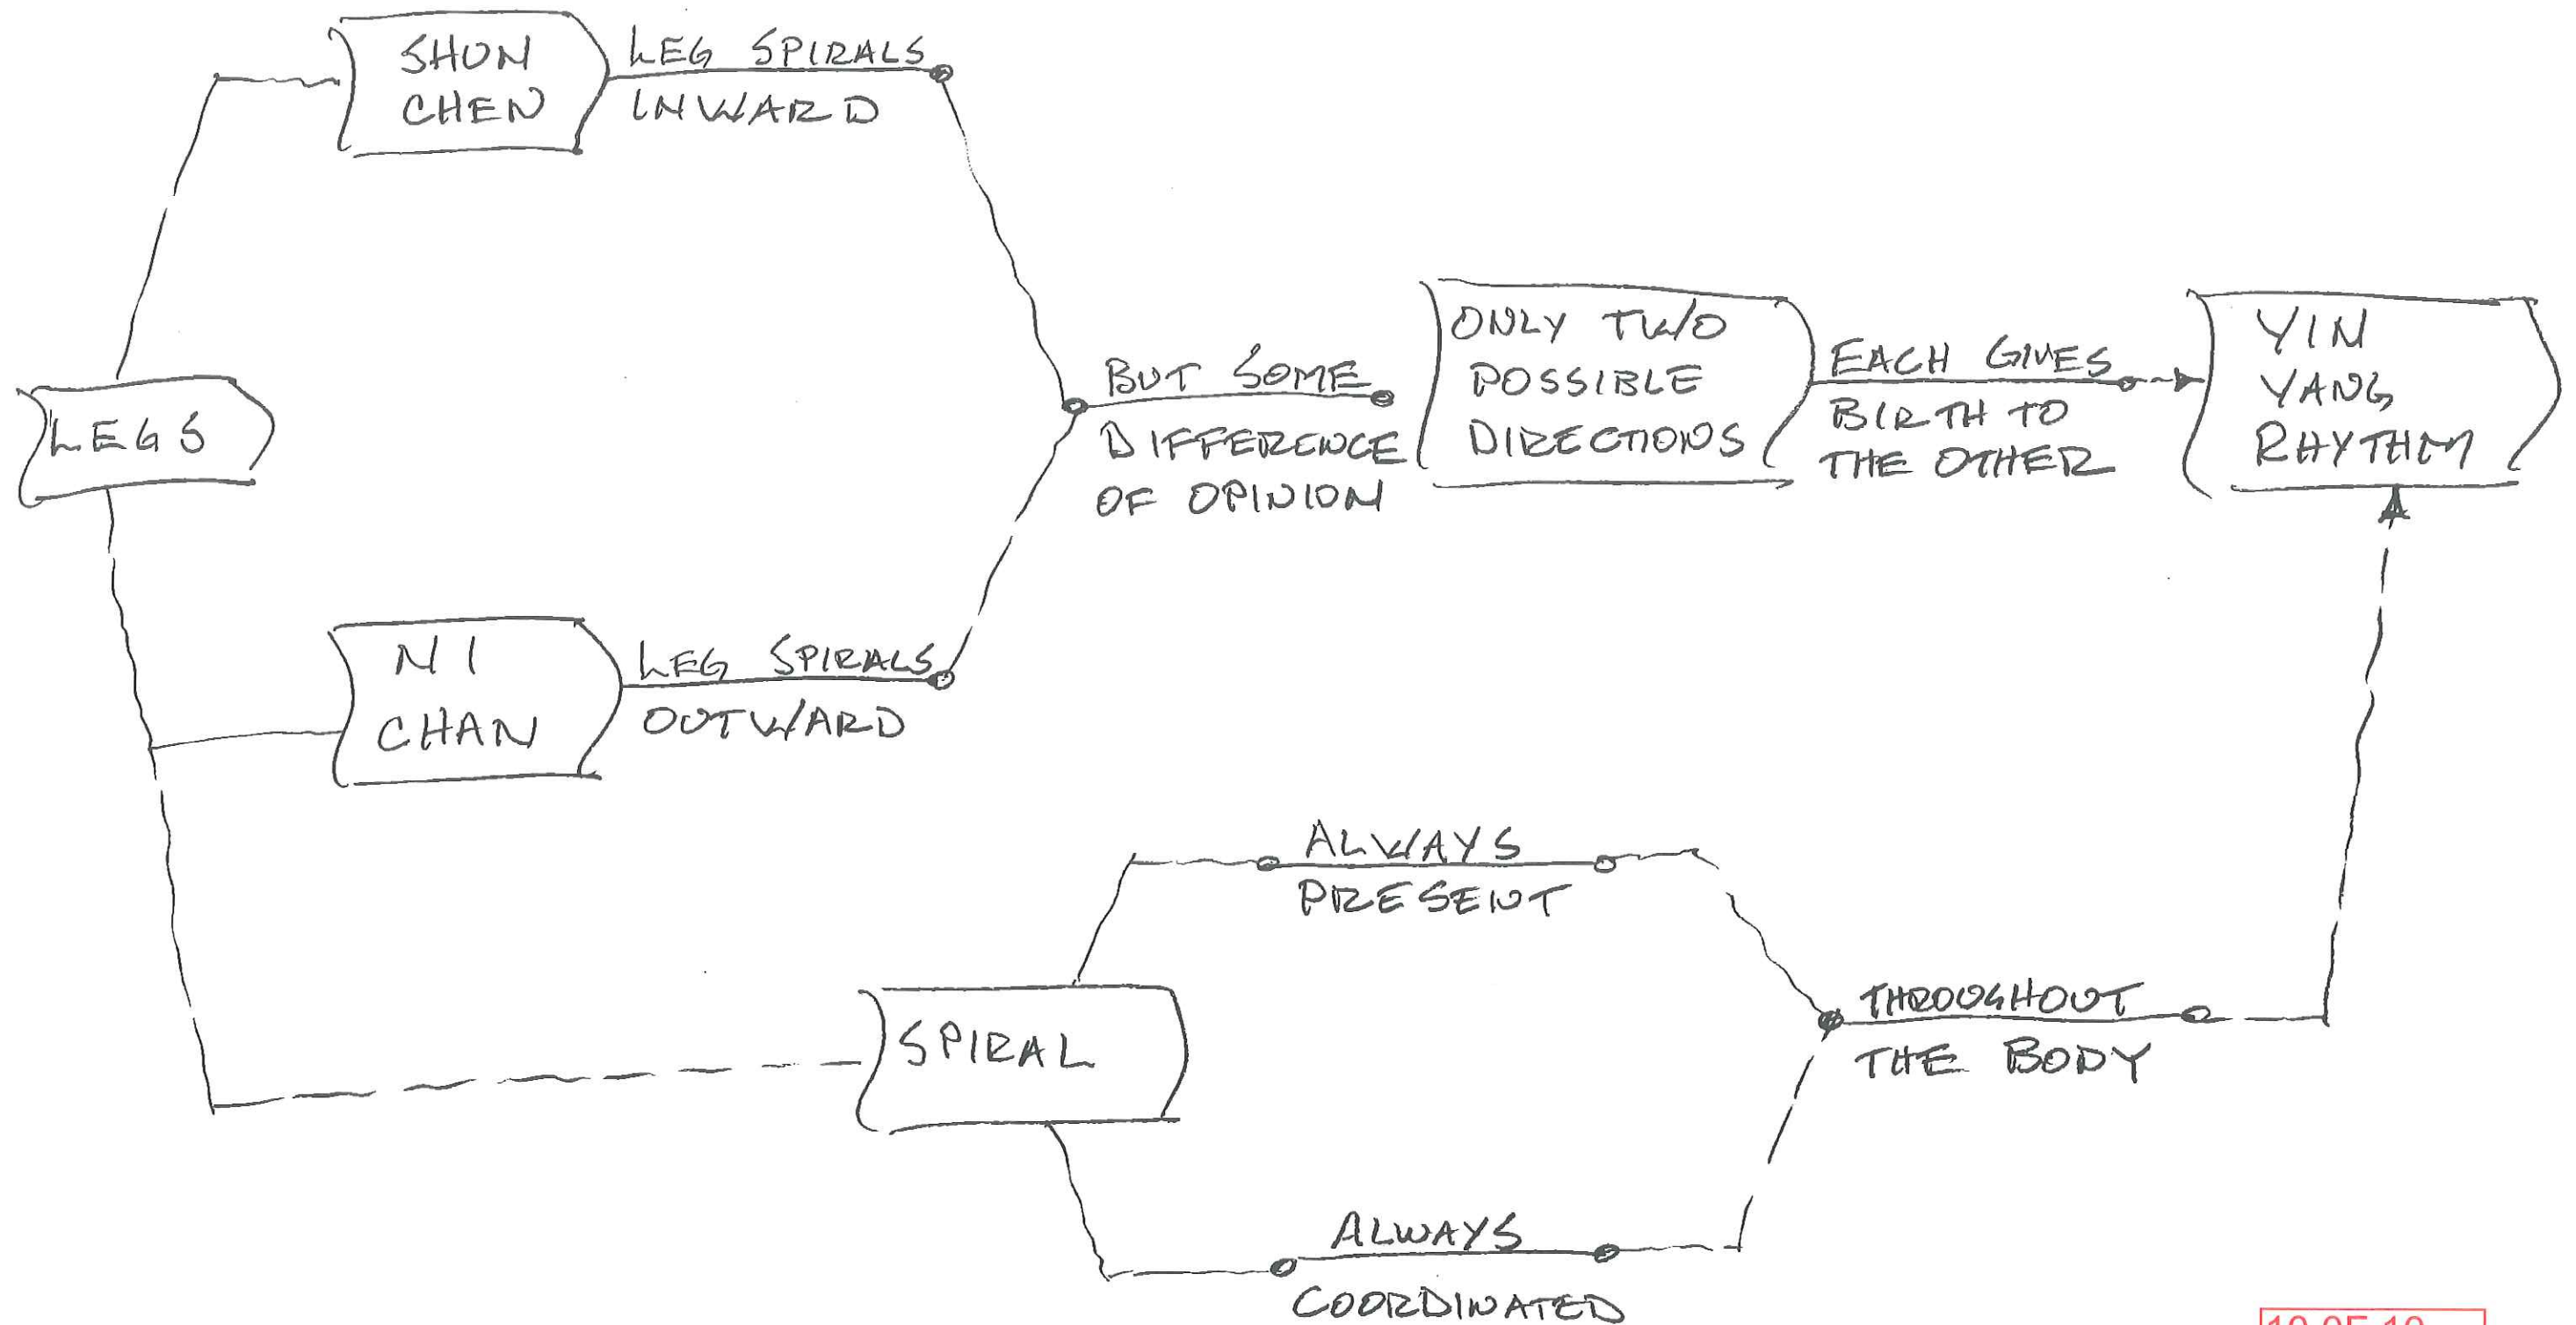 SHUN
CHEN
LEG SPIRALS
INWARD
LEGS
BUT SOME
DIFFERENCE
OF OPINION
ONLY TWO
POSSIBLE
DIRECTIONS
EACH GIVES
BIRTH TO
THE OTHER
YIN
YANG
RHYTHM
NI
CHAN
LEG SPIRALS
OUTWARD
ALWAYS
PRESENT
SPIRAL
THROUGHOUT
THE BODY
ALWAYS
COORDINATED